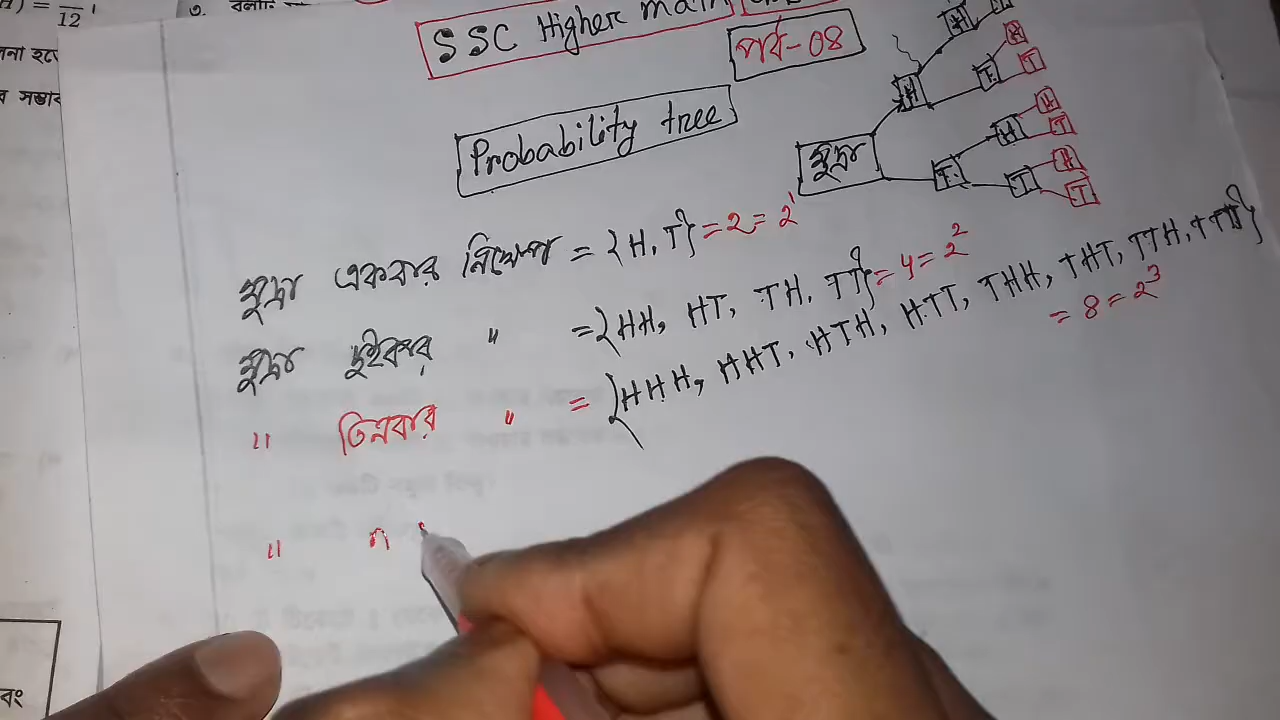 SSC Higher math
পর্ব-08
Probability tree
মুদ্রা
H
T
H
T
H
T
H
T
H
T
H
T
মুদ্রা একবার নিক্ষেপ = {H, T} = 2 = 2¹
মুদ্রা দুইবার " = {HH, HT, TH, TT} = 4 = 2²
" তিনবার " = {HHH, HHT, HTH, HTT, THH, THT, TTH, TTT}
= 8 = 2³
" n
12